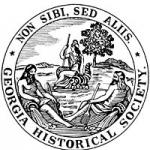 NON SIBI, SED ALIIS.
GEORGIA HISTORICAL SOCIETY.